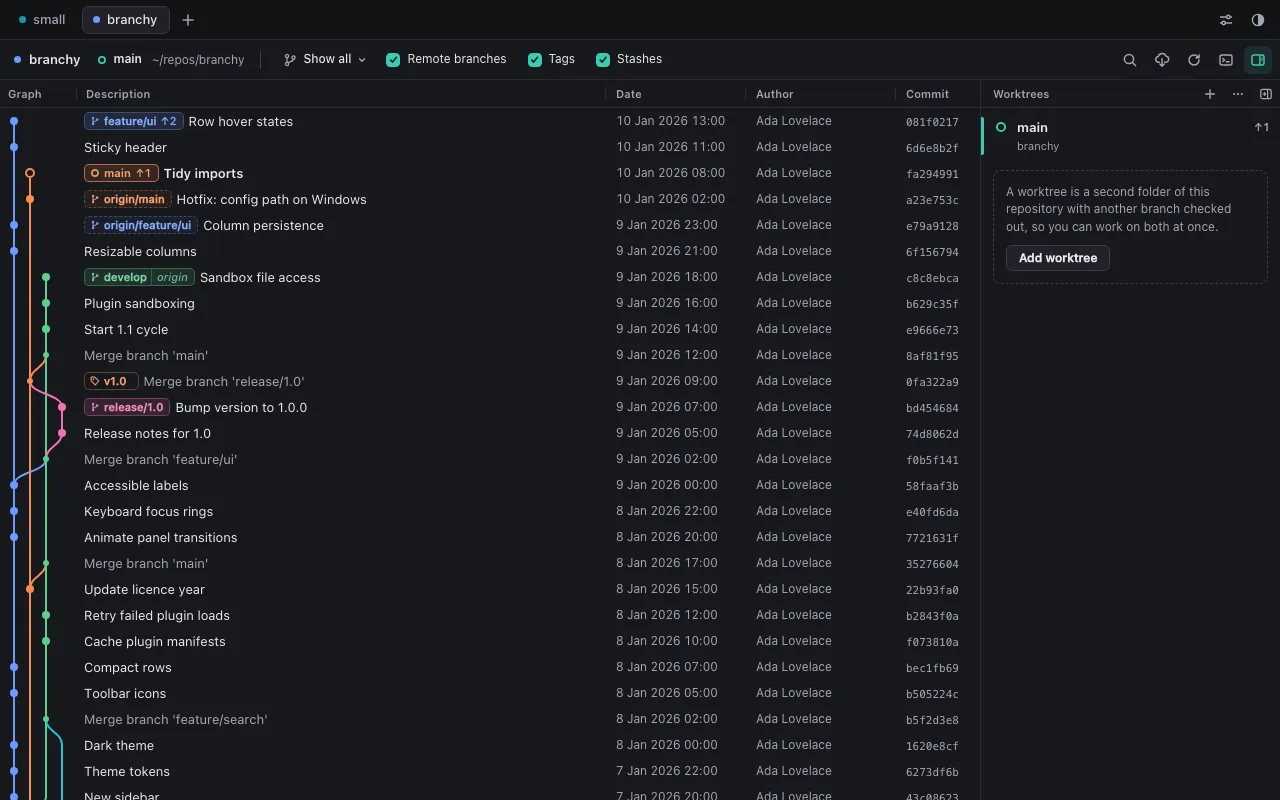 small
branchy
branchy main ~/repos/branchy Show all Remote branches Tags Stashes
Graph Description Date Author Commit Worktrees
feature/ui ↑2 Row hover states 10 Jan 2026 13:00 Ada Lovelace 081f0217
Sticky header 10 Jan 2026 11:00 Ada Lovelace 6d6e8b2f
main ↑1 Tidy imports 10 Jan 2026 08:00 Ada Lovelace fa294991
origin/main Hotfix: config path on Windows 10 Jan 2026 02:00 Ada Lovelace a23e753c
origin/feature/ui Column persistence 9 Jan 2026 23:00 Ada Lovelace e79a9128
Resizable columns 9 Jan 2026 21:00 Ada Lovelace 6f156794
develop origin Sandbox file access 9 Jan 2026 18:00 Ada Lovelace c8c8ebca
Plugin sandboxing 9 Jan 2026 16:00 Ada Lovelace b629c35f
Start 1.1 cycle 9 Jan 2026 14:00 Ada Lovelace e9666e73
Merge branch 'main' 9 Jan 2026 12:00 Ada Lovelace 8af81f95
v1.0 Merge branch 'release/1.0' 9 Jan 2026 09:00 Ada Lovelace 0fa322a9
release/1.0 Bump version to 1.0.0 9 Jan 2026 07:00 Ada Lovelace bd454684
Release notes for 1.0 9 Jan 2026 05:00 Ada Lovelace 74d8062d
Merge branch 'feature/ui' 9 Jan 2026 02:00 Ada Lovelace f0b5f141
Accessible labels 9 Jan 2026 00:00 Ada Lovelace 58faaf3b
Keyboard focus rings 8 Jan 2026 22:00 Ada Lovelace e40fd6da
Animate panel transitions 8 Jan 2026 20:00 Ada Lovelace 7721631f
Merge branch 'main' 8 Jan 2026 17:00 Ada Lovelace 35276604
Update licence year 8 Jan 2026 15:00 Ada Lovelace 22b93fa0
Retry failed plugin loads 8 Jan 2026 12:00 Ada Lovelace b2843f0a
Cache plugin manifests 8 Jan 2026 10:00 Ada Lovelace f073810a
Compact rows 8 Jan 2026 07:00 Ada Lovelace bec1fb69
Toolbar icons 8 Jan 2026 05:00 Ada Lovelace b505224c
Merge branch 'feature/search' 8 Jan 2026 02:00 Ada Lovelace b5f2d3e8
Dark theme 8 Jan 2026 00:00 Ada Lovelace 1620e8cf
Theme tokens 7 Jan 2026 22:00 Ada Lovelace 6273df6b
New sidebar 7 Jan 2026 20:00 Ada Lovelace 43c08623
main ↑1
branchy
A worktree is a second folder of this
repository with another branch checked
out, so you can work on both at once.
Add worktree